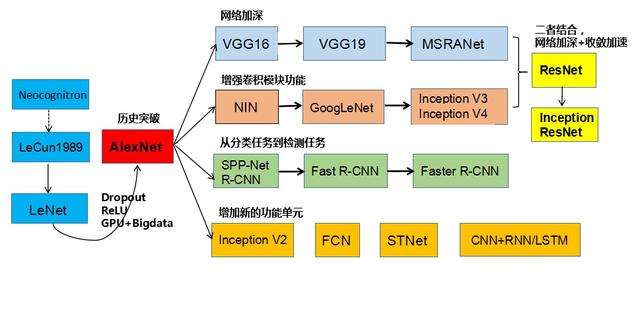 网络加深
VGG16
VGG19
MSRANet
二者结合,
网络加深+收敛加速
ResNet
Inception
ResNet
增强卷积模块功能
NIN
GoogLeNet
Inception V3
Inception V4
Neocognitron
LeCun1989
LeNet
历史突破
AlexNet
Dropout
ReLU
GPU+Bigdata
从分类任务到检测任务
SPP-Net
R-CNN
Fast R-CNN
Faster R-CNN
增加新的功能单元
Inception V2
FCN
STNet
CNN+RNN/LSTM